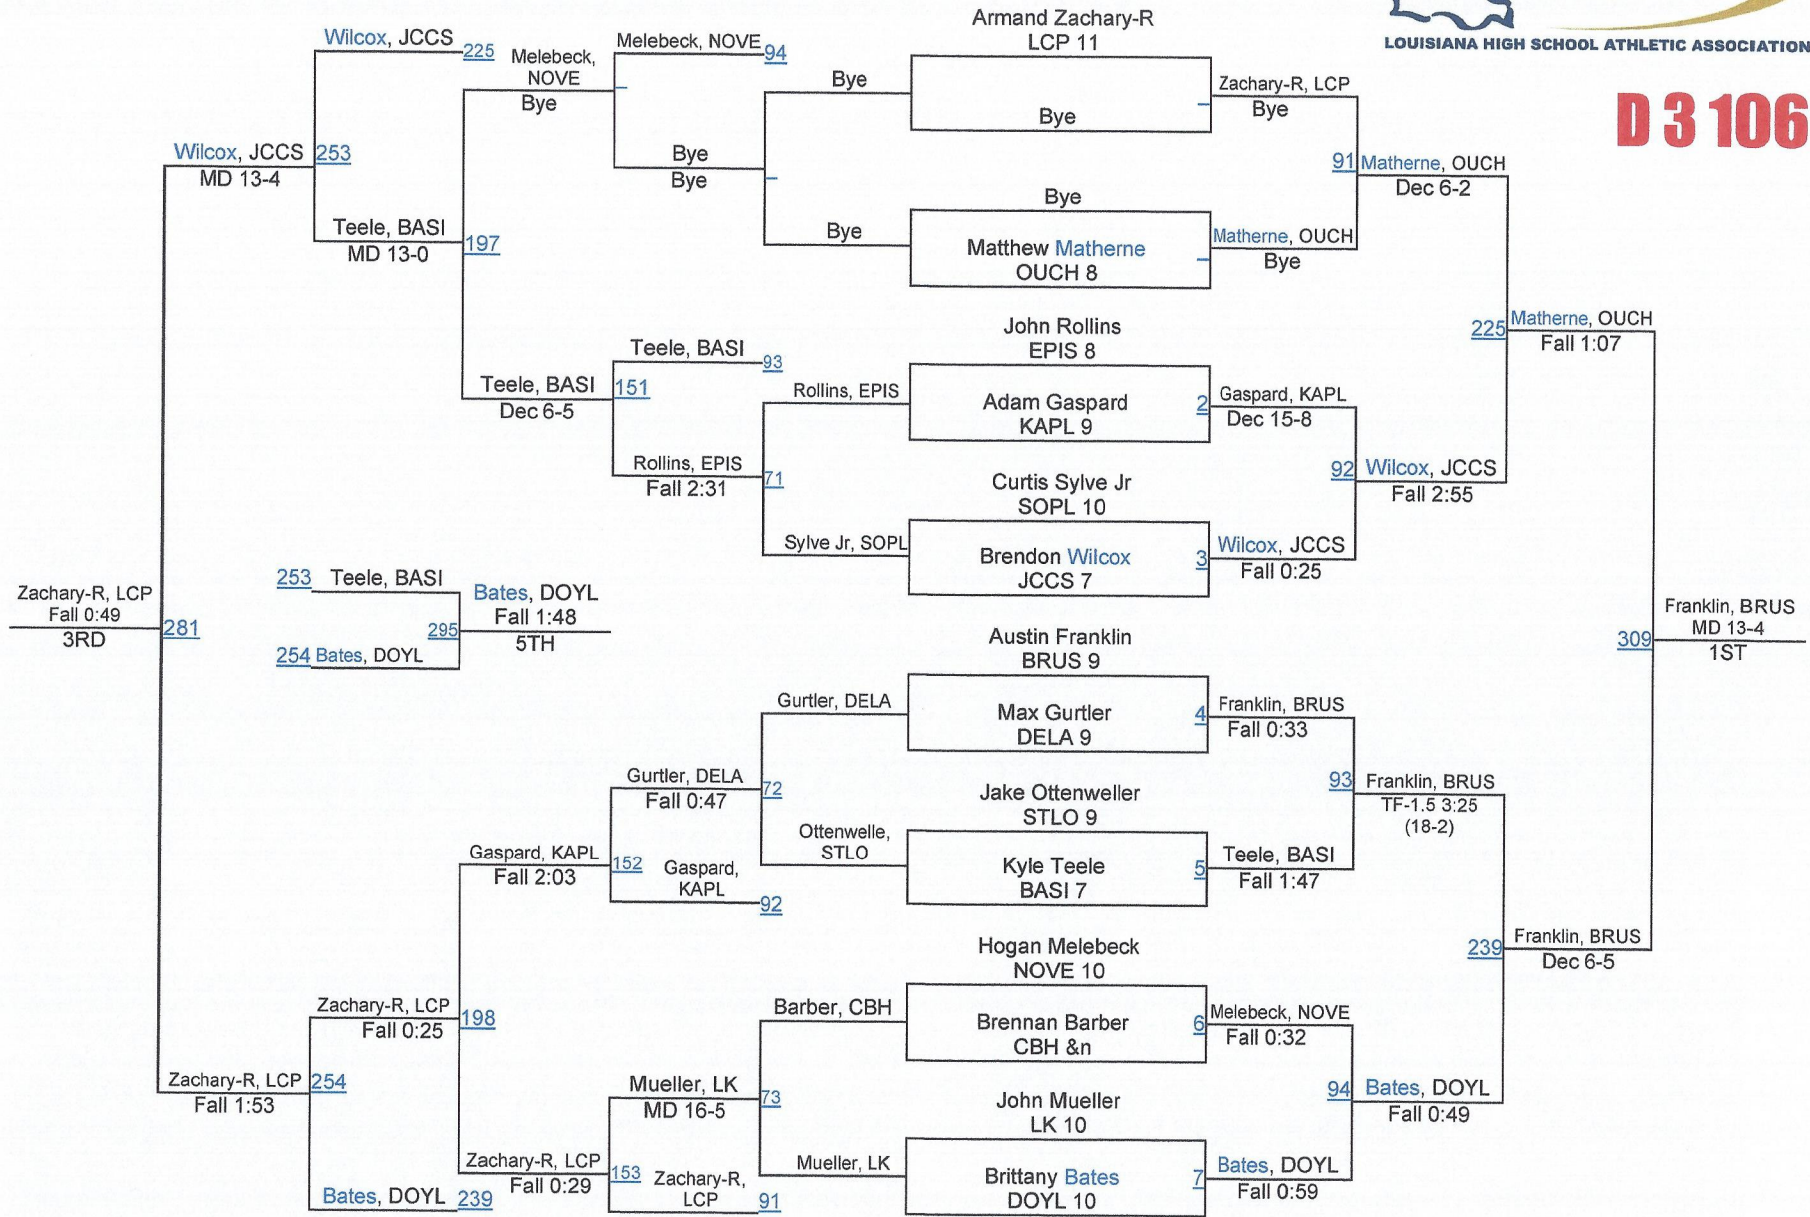 LOUISIANA HIGH SCHOOL ATHLETIC ASSOCIATION
D 3 106
Wilcox, JCCS
225
Melebeck,
NOVE
Bye
Melebeck, NOVE
94
Bye
Bye
Wilcox, JCCS
253
MD 13-4
Teele, BASI
MD 13-0
197
Teele, BASI
93
Teele, BASI
151
Dec 6-5
Rollins, EPIS
Fall 2:31
71
Bye
Bye
Rollins, EPIS
Sylve Jr, SOPL
Armand Zachary-R
LCP 11
Bye
Bye
Matthew Matherne
OUCH 8
John Rollins
EPIS 8
Adam Gaspard
KAPL 9
2
Curtis Sylve Jr
SOPL 10
Brendon Wilcox
JCCS 7
3
Zachary-R, LCP
Bye
Matherne, OUCH
Bye
91
Matherne, OUCH
Dec 6-2
Gaspard, KAPL
Dec 15-8
Wilcox, JCCS
Fall 0:25
92
Wilcox, JCCS
Fall 2:55
225
Matherne, OUCH
Fall 1:07
Zachary-R, LCP
Fall 0:49
3RD
281
253 Teele, BASI
254 Bates, DOYL
295
Bates, DOYL
Fall 1:48
5TH
309
Franklin, BRUS
MD 13-4
1ST
Austin Franklin
BRUS 9
Max Gurtler
DELA 9
4
Jake Ottenweller
STLO 9
Kyle Teele
BASI 7
5
Hogan Melebeck
NOVE 10
Brennan Barber
CBH &n
6
John Mueller
LK 10
Brittany Bates
DOYL 10
7
Franklin, BRUS
Fall 0:33
Teele, BASI
Fall 1:47
93
Franklin, BRUS
TF-1.5 3:25
(18-2)
Melebeck, NOVE
Fall 0:32
Bates, DOYL
Fall 0:59
94
Bates, DOYL
Fall 0:49
239
Franklin, BRUS
Dec 6-5
Gurtler, DELA
Ottenwelle,
STLO
Gurtler, DELA
Fall 0:47
72
Gaspard, KAPL
Fall 2:03
152
Gaspard,
KAPL
92
Zachary-R, LCP
Fall 0:25
198
Zachary-R, LCP
Fall 1:53
254
Bates, DOYL
239
Barber, CBH
Mueller, LK
Mueller, LK
MD 16-5
73
Zachary-R, LCP
Fall 0:29
153
Zachary-R,
LCP
91